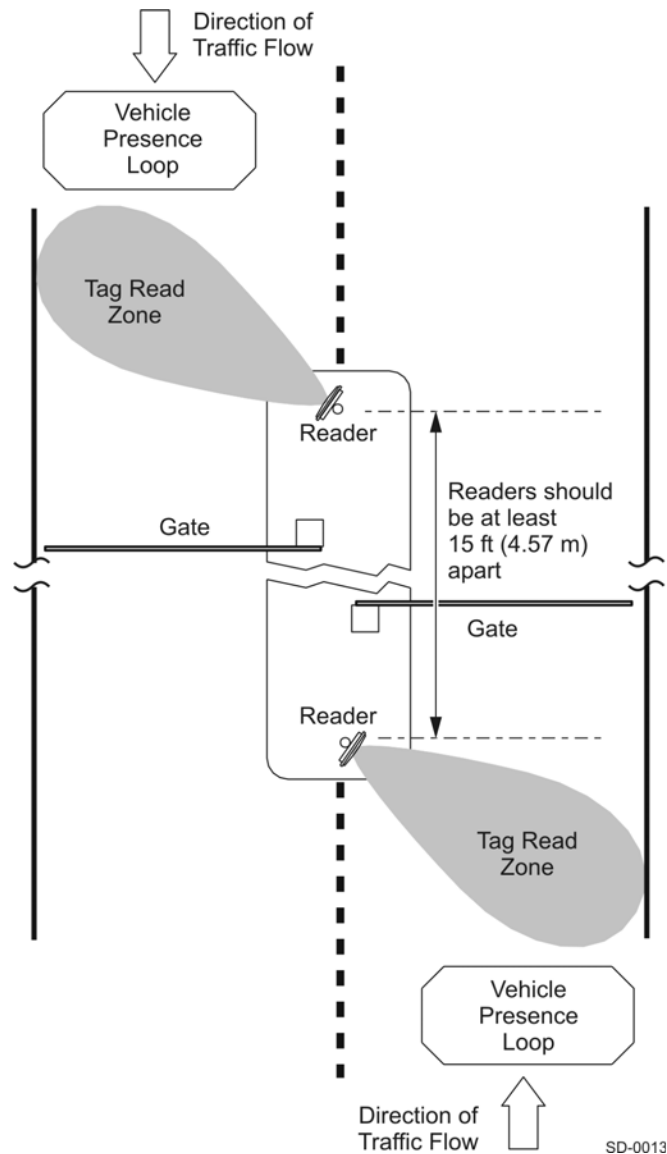 Direction of
Traffic Flow
Vehicle
Presence
Loop
Tag Read
Zone
Reader
Readers should
be at least
15 ft (4.57 m)
apart
Gate
Gate
Reader
Tag Read
Zone
Vehicle
Presence
Loop
Direction of
Traffic Flow
SD-0013